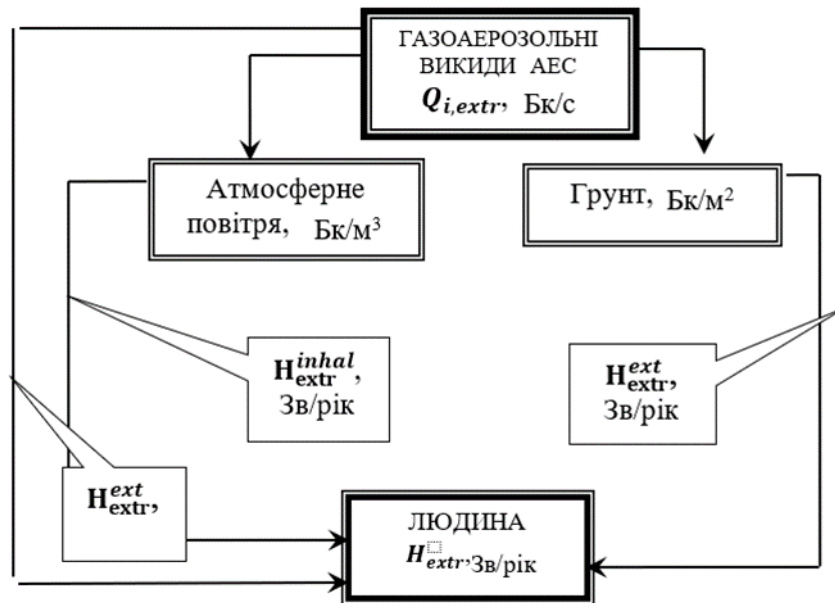 ГАЗОАЕРОЗОЛЬНІ
ВИКИДИ АЕС
Q_{i,extr}, Бк/с
Атмосферне
повітря, Бк/м³
Грунт, Бк/м²
H_{extr}^{inhal},
Зв/рік
H_{extr}^{ext},
Зв/рік
H_{extr}^{ext},
ЛЮДИНА
H_{extr}, Зв/рік